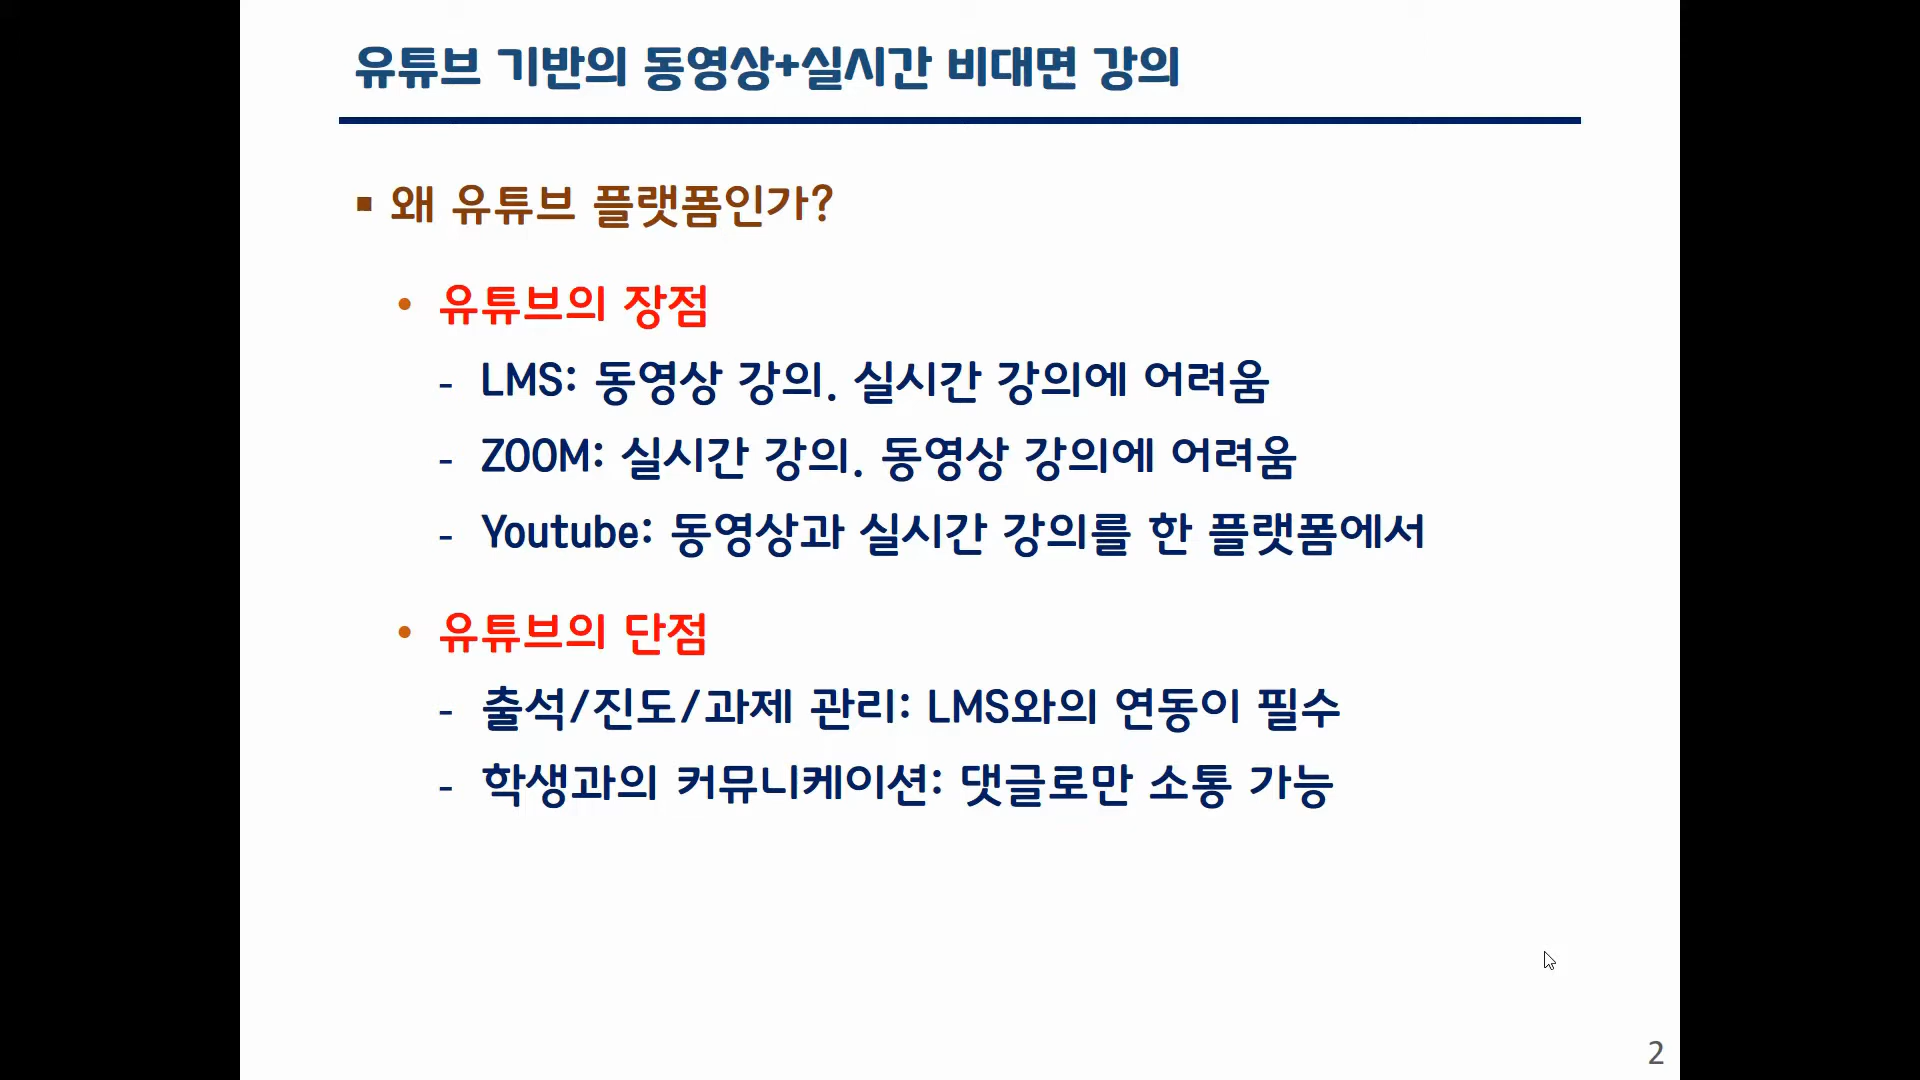 유튜브 기반의 동영상+실시간 비대면 강의
▪ 왜 유튜브 플랫폼인가?
• 유튜브의 장점
- LMS: 동영상 강의. 실시간 강의에 어려움
- ZOOM: 실시간 강의. 동영상 강의에 어려움
- Youtube: 동영상과 실시간 강의를 한 플랫폼에서
• 유튜브의 단점
- 출석/진도/과제 관리: LMS와의 연동이 필수
- 학생과의 커뮤니케이션: 댓글로만 소통 가능
2